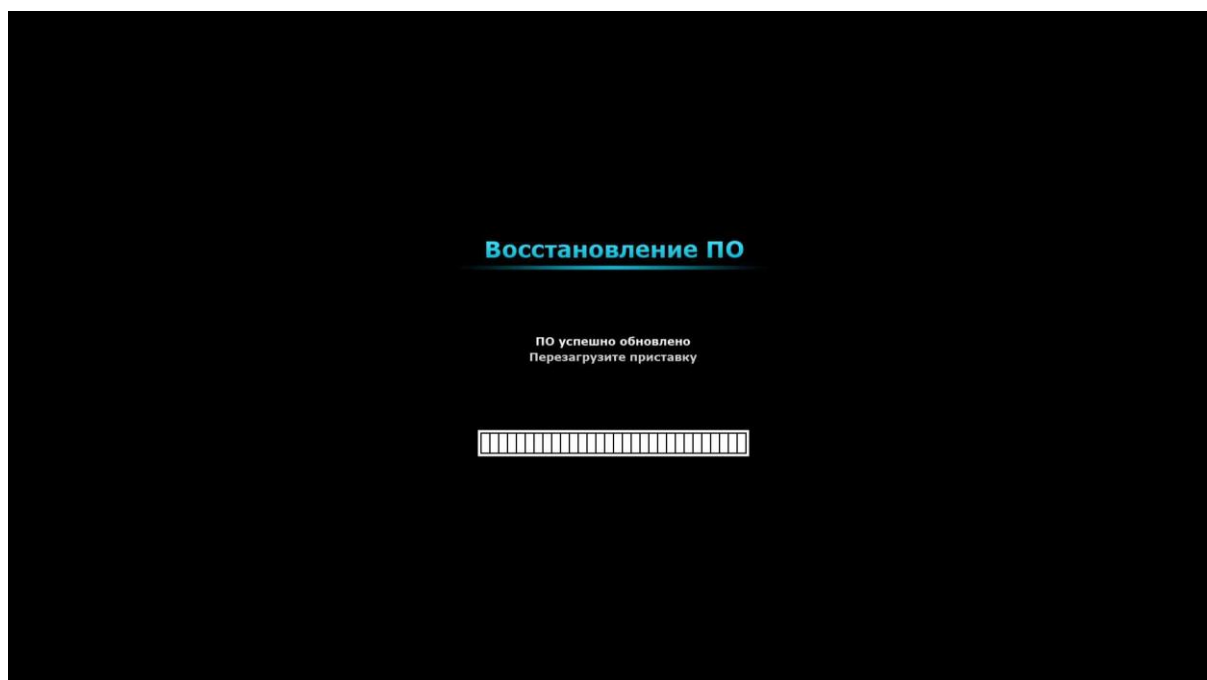 Восстановление ПО
ПО успешно обновлено
Перезагрузите приставку